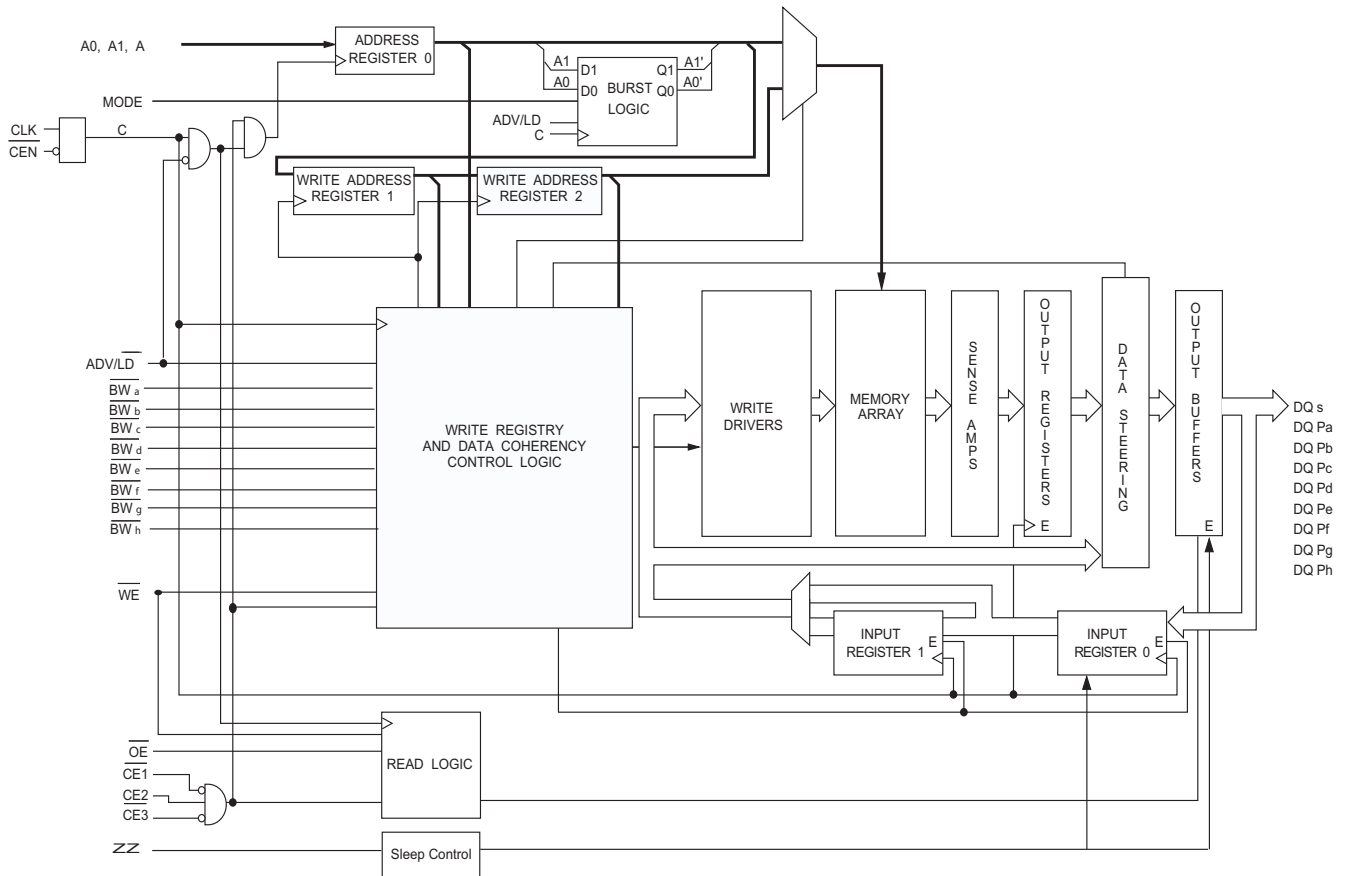 A0, A1, A
ADDRESS
REGISTER 0
A1
A0
D1
D0
BURST
LOGIC
Q1
Q0
A1'
A0'
MODE
ADV/LD
C
CLK
CEN
C
WRITE ADDRESS
REGISTER 1
WRITE ADDRESS
REGISTER 2
ADV/LD
BW a
BW b
BW c
BW d
BW e
BW f
BW g
BW h
WE
WRITE REGISTRY
AND DATA COHERENCY
CONTROL LOGIC
WRITE
DRIVERS
MEMORY
ARRAY
SENSE AMPS
OUTPUT REGISTERS
E
DATA STEERING
OUTPUT BUFFERS
E
DQ s
DQ Pa
DQ Pb
DQ Pc
DQ Pd
DQ Pe
DQ Pf
DQ Pg
DQ Ph
INPUT
REGISTER 1
E
INPUT
REGISTER 0
E
OE
CE1
CE2
CE3
READ LOGIC
ZZ
Sleep Control